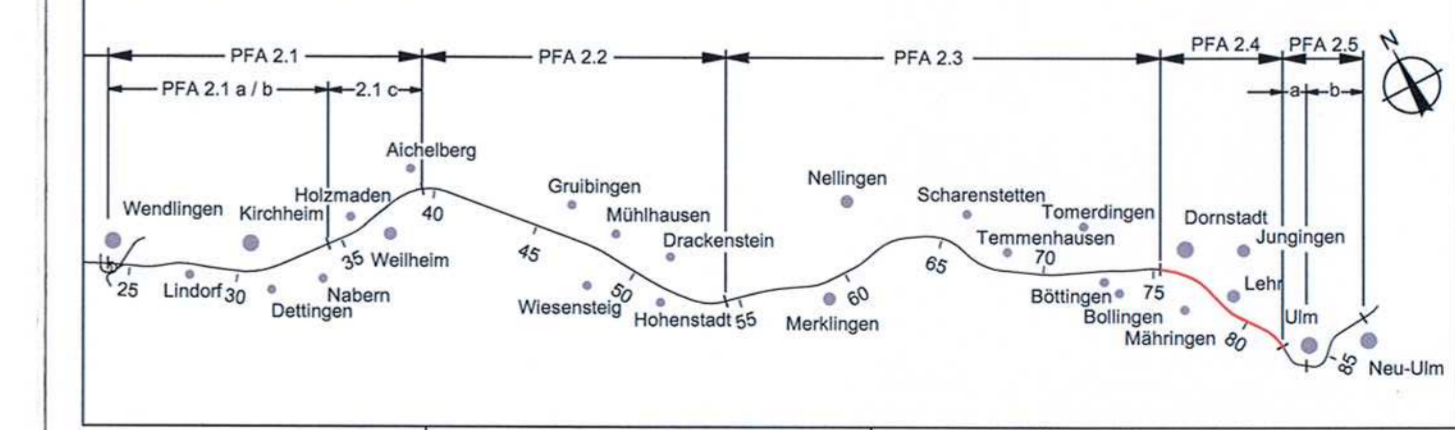 N
PFA 2.1
PFA 2.2
PFA 2.3
PFA 2.4
PFA 2.5
PFA 2.1 a / b
2.1 c
a
b
Aichelberg
Wendlingen
Kirchheim
Holzmaden
40
Gruibingen
Mühlhausen
Drackenstein
Nellingen
Scharenstetten
Tomerdingen
Temmenhausen
Dornstadt
Jungingen
45
35
Weilheim
65
70
25
Lindorf
30
Dettingen
Nabern
Wiesensteig
50
Hohenstadt
55
60
Merklingen
Böttingen
Bollingen
75
Lehr
Mähringen
80
Ulm
85
Neu-Ulm